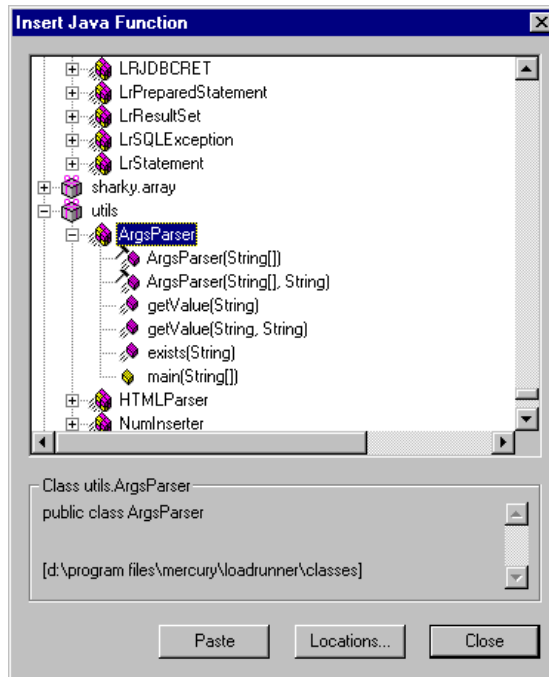 Insert Java Function
LRJDBCRET
LrPreparedStatement
LrResultSet
LrSQLException
LrStatement
sharky.array
utils
ArgsParser
ArgsParser(String[])
ArgsParser(String[], String)
getValue(String)
getValue(String, String)
exists(String)
main(String[])
HTMLParser
NumInserter
Class utils.ArgsParser
public class ArgsParser
[d:\program files\mercury\loadrunner\classes]
Paste Locations... Close